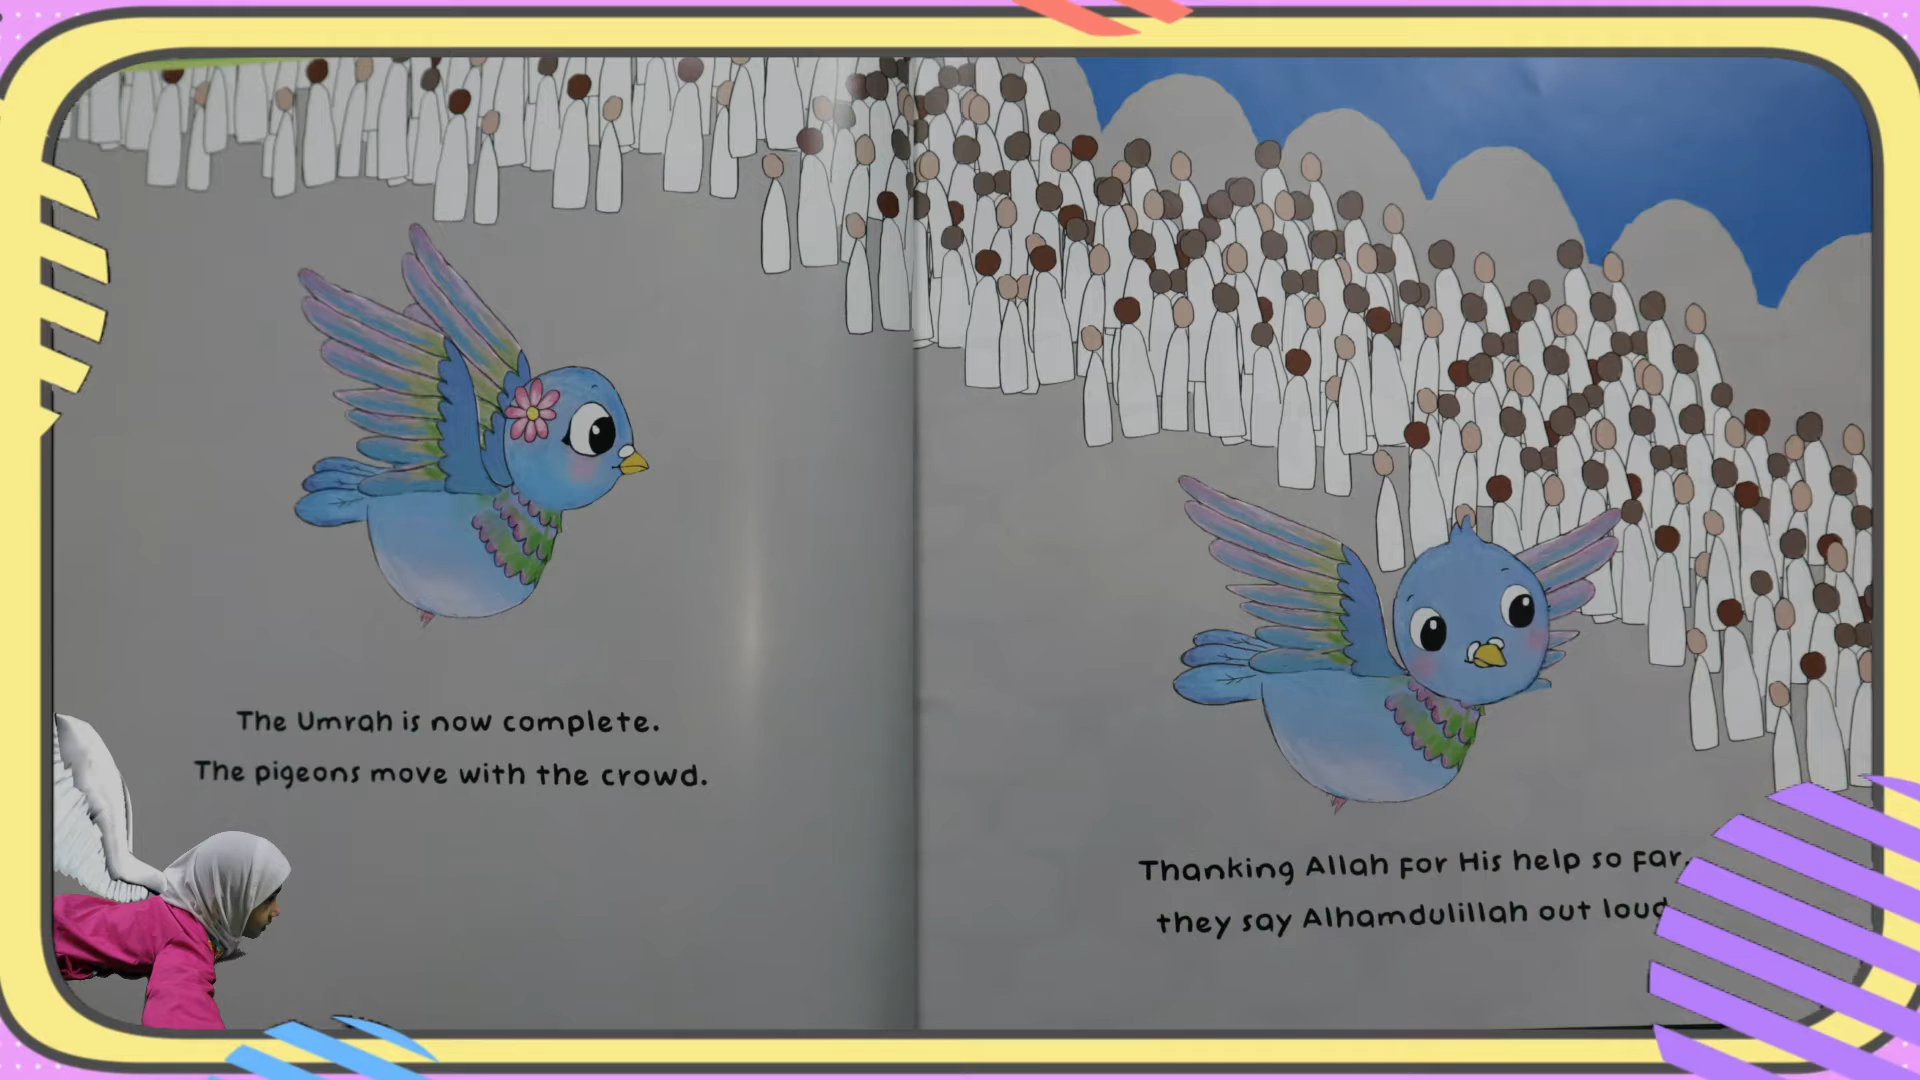 The Umrah is now complete.
The pigeons move with the crowd.
Thanking Allah for His help so far,
they say Alhamdulillah out loud